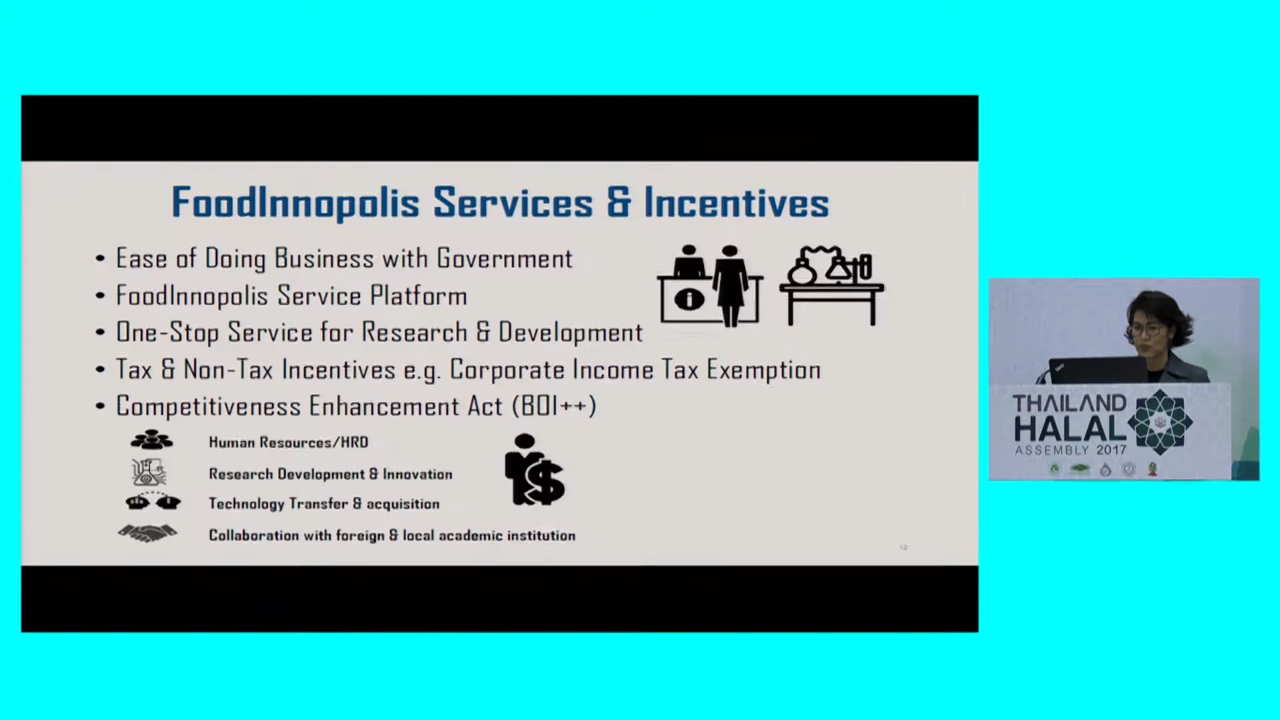 FoodInnopolis Services & Incentives
• Ease of Doing Business with Government
• FoodInnopolis Service Platform
• One-Stop Service for Research & Development
• Tax & Non-Tax Incentives e.g. Corporate Income Tax Exemption
• Competitiveness Enhancement Act (BOI++)
Human Resources/HRD
Research Development & Innovation
Technology Transfer & acquisition
Collaboration with foreign & local academic institution
THAILAND
HALAL
ASSEMBLY 2017